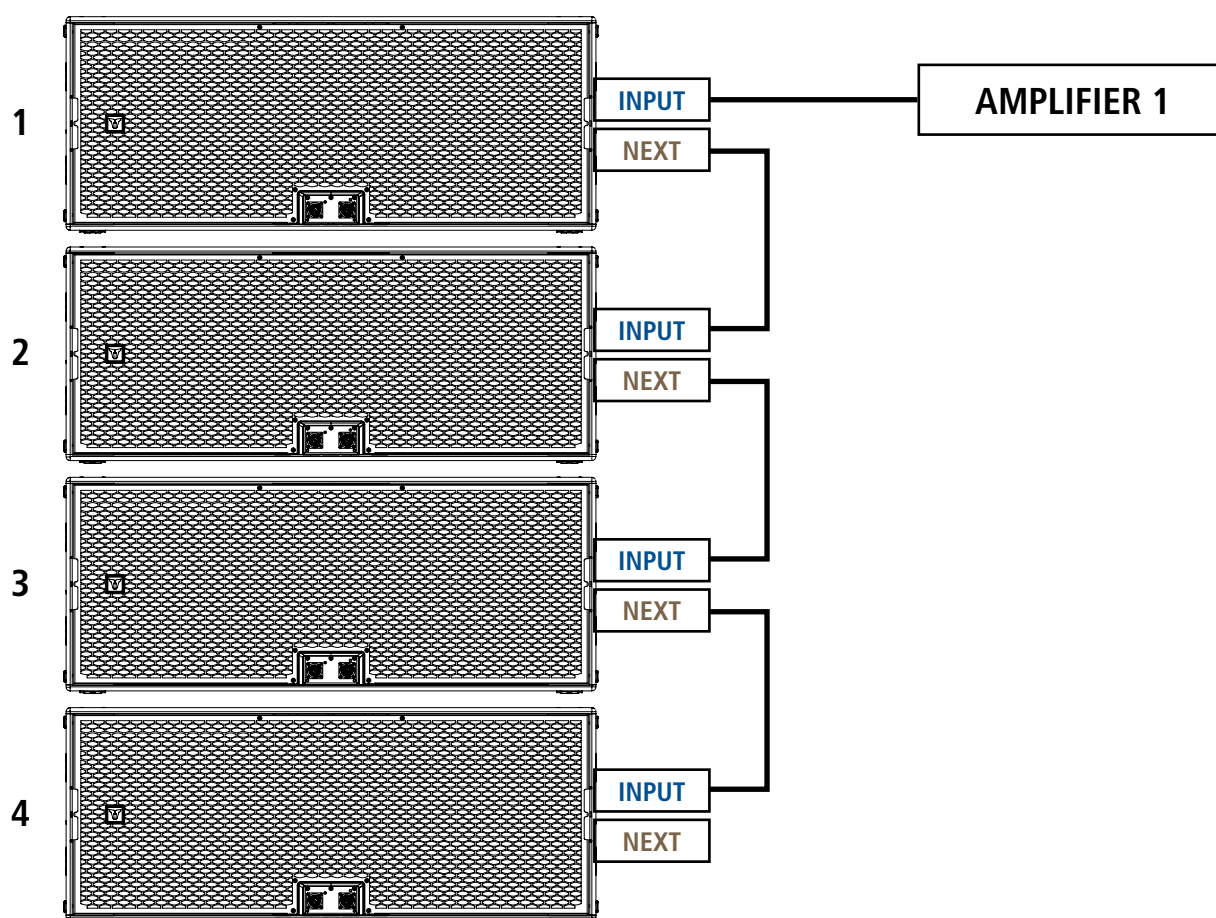 1
INPUT
AMPLIFIER 1
NEXT
2
INPUT
NEXT
3
INPUT
NEXT
4
INPUT
NEXT